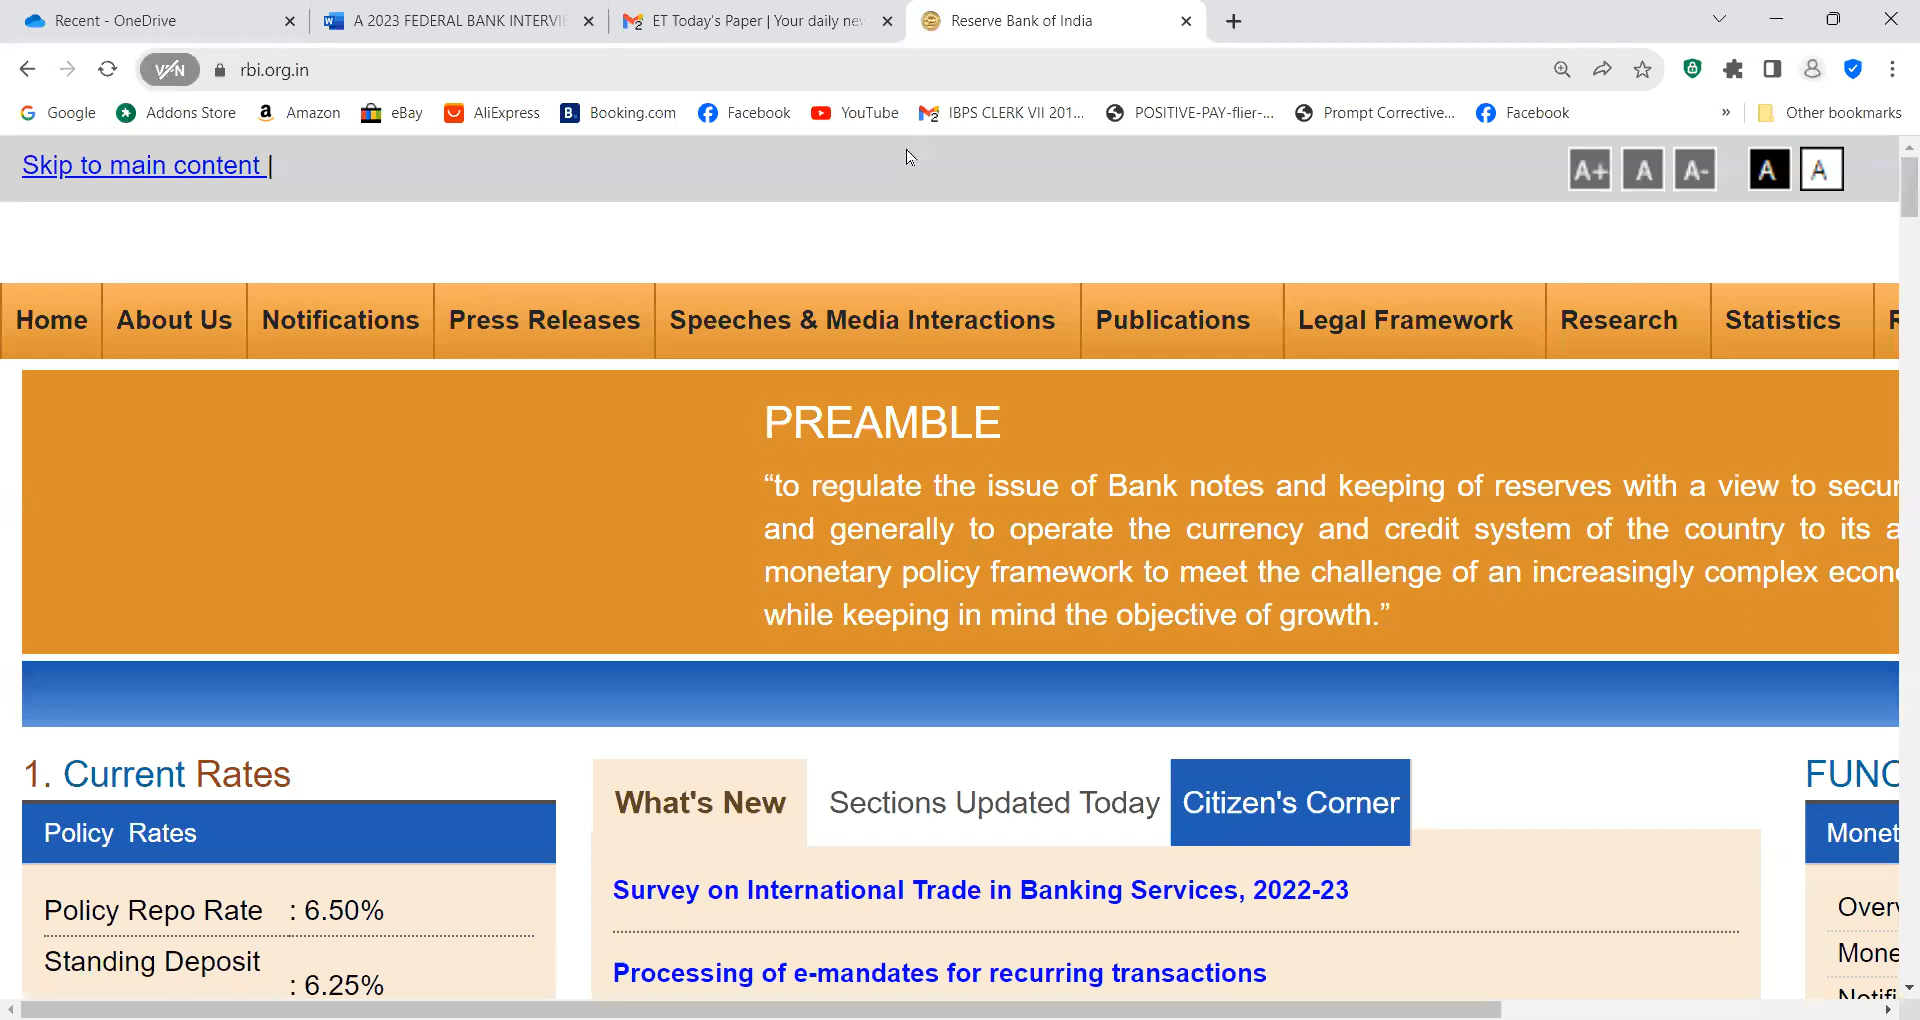 Recent - OneDrive
A 2023 FEDERAL BANK INTERVIE
ET Today's Paper | Your daily ne
Reserve Bank of India
VPN
rbi.org.in
Google
Addons Store
Amazon
eBay
AliExpress
Booking.com
Facebook
YouTube
IBPS CLERK VII 201...
POSITIVE-PAY-flier-...
Prompt Corrective...
Facebook
»
Other bookmarks
Skip to main content |
A+
A
A-
A
A
Home
About Us
Notifications
Press Releases
Speeches & Media Interactions
Publications
Legal Framework
Research
Statistics
PREAMBLE
“to regulate the issue of Bank notes and keeping of reserves with a view to secur
and generally to operate the currency and credit system of the country to its a
monetary policy framework to meet the challenge of an increasingly complex econ
while keeping in mind the objective of growth.”
1. Current Rates
Policy Rates
Policy Repo Rate : 6.50%
Standing Deposit
: 6.25%
What's New
Sections Updated Today
Citizen's Corner
Survey on International Trade in Banking Services, 2022-23
Processing of e-mandates for recurring transactions
FUNC
Monet
Over
Mone
Notifi